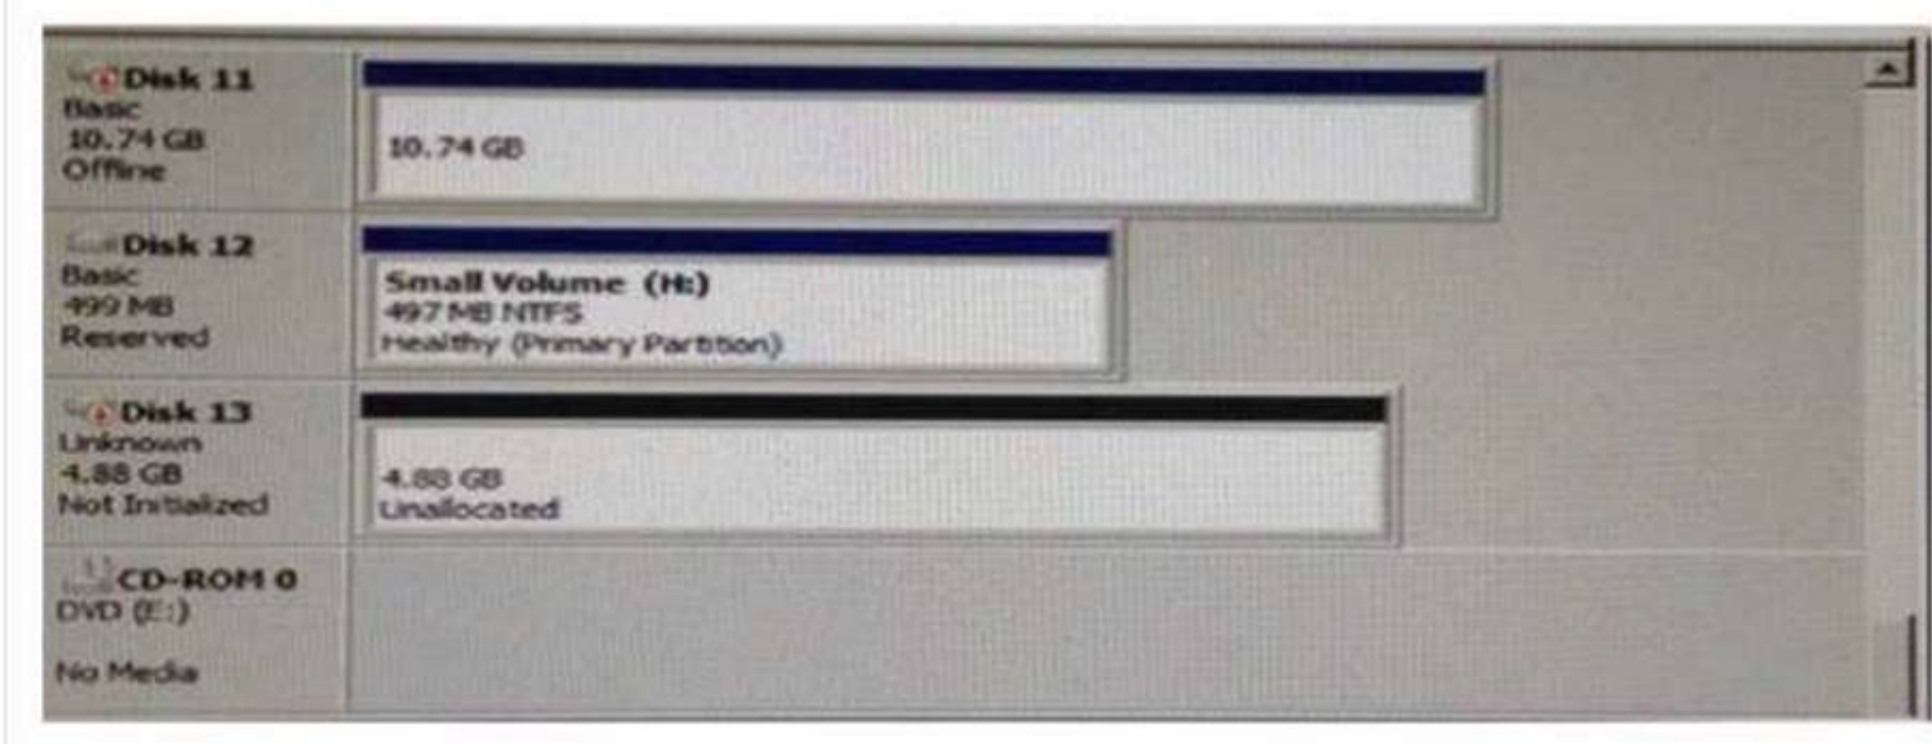 Disk 11
Basic
10.74 GB
Offline
10.74 GB
Disk 12
Basic
499 MB
Reserved
Small Volume (H:)
497 MB NTFS
Healthy (Primary Partition)
Disk 13
Unknown
4.88 GB
Not Initialized
4.88 GB
Unallocated
CD-ROM 0
DVD (E:)
No Media